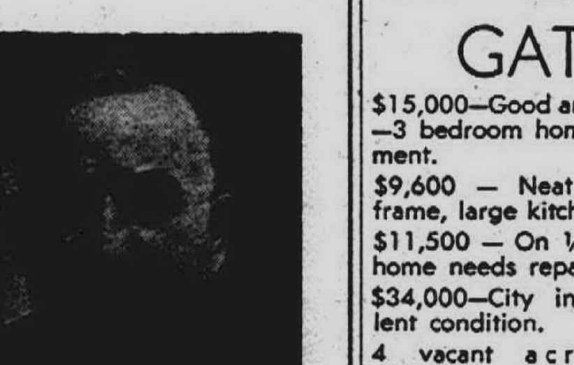 GAT
$15,000—Good a
—3 bedroom hom
ment.
$9,600 — Neat
frame, large kitch
$11,500 — On
home needs repa
$34,000—City in
lent condition.
4 vacant acr